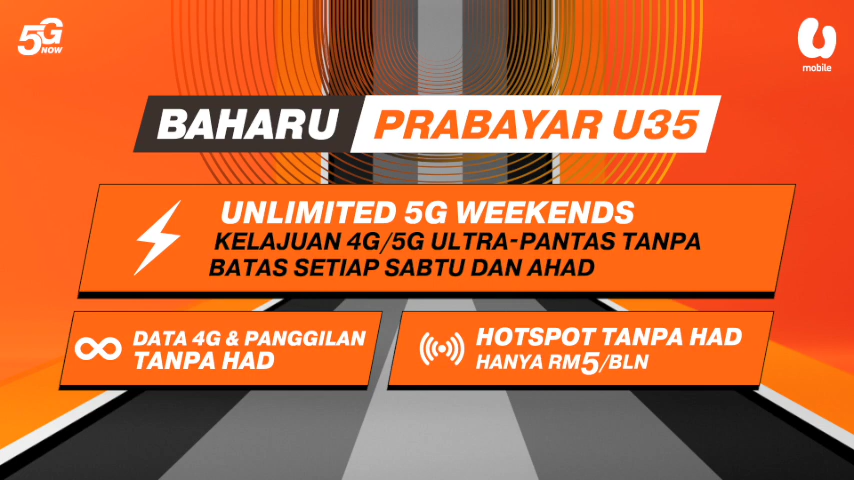 5G NOW
U mobile
BAHARU PRABAYAR U35
UNLIMITED 5G WEEKENDS
KELAJUAN 4G/5G ULTRA-PANTAS TANPA
BATAS SETIAP SABTU DAN AHAD
DATA 4G & PANGGILAN
TANPA HAD
HOTSPOT TANPA HAD
HANYA RM5/BLN